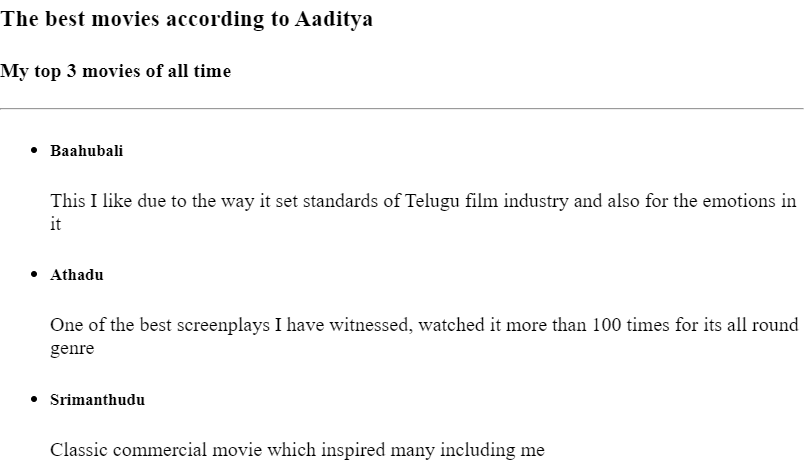 The best movies according to Aaditya
My top 3 movies of all time
Baahubali
This I like due to the way it set standards of Telugu film industry and also for the emotions in
it
Athadu
One of the best screenplays I have witnessed, watched it more than 100 times for its all round
genre
Srimanthudu
Classic commercial movie which inspired many including me